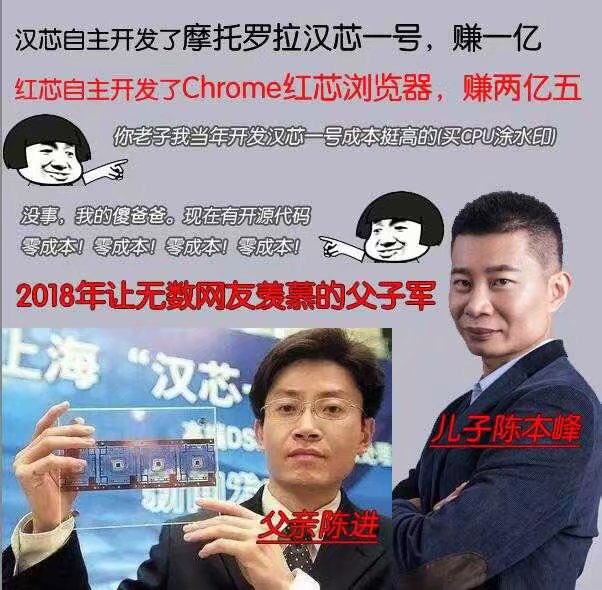 汉芯自主开发了摩托罗拉汉芯一号，赚一亿
红芯自主开发了Chrome红芯浏览器，赚两亿五
你老子我当年开发汉芯一号成本挺高的(买CPU涂水印)
没事，我的傻爸爸。现在有开源代码
零成本！零成本！零成本！零成本！
2018年让无数网友羡慕的父子军
上海“汉芯一
DS
新闻发
儿子陈本峰
父亲陈进